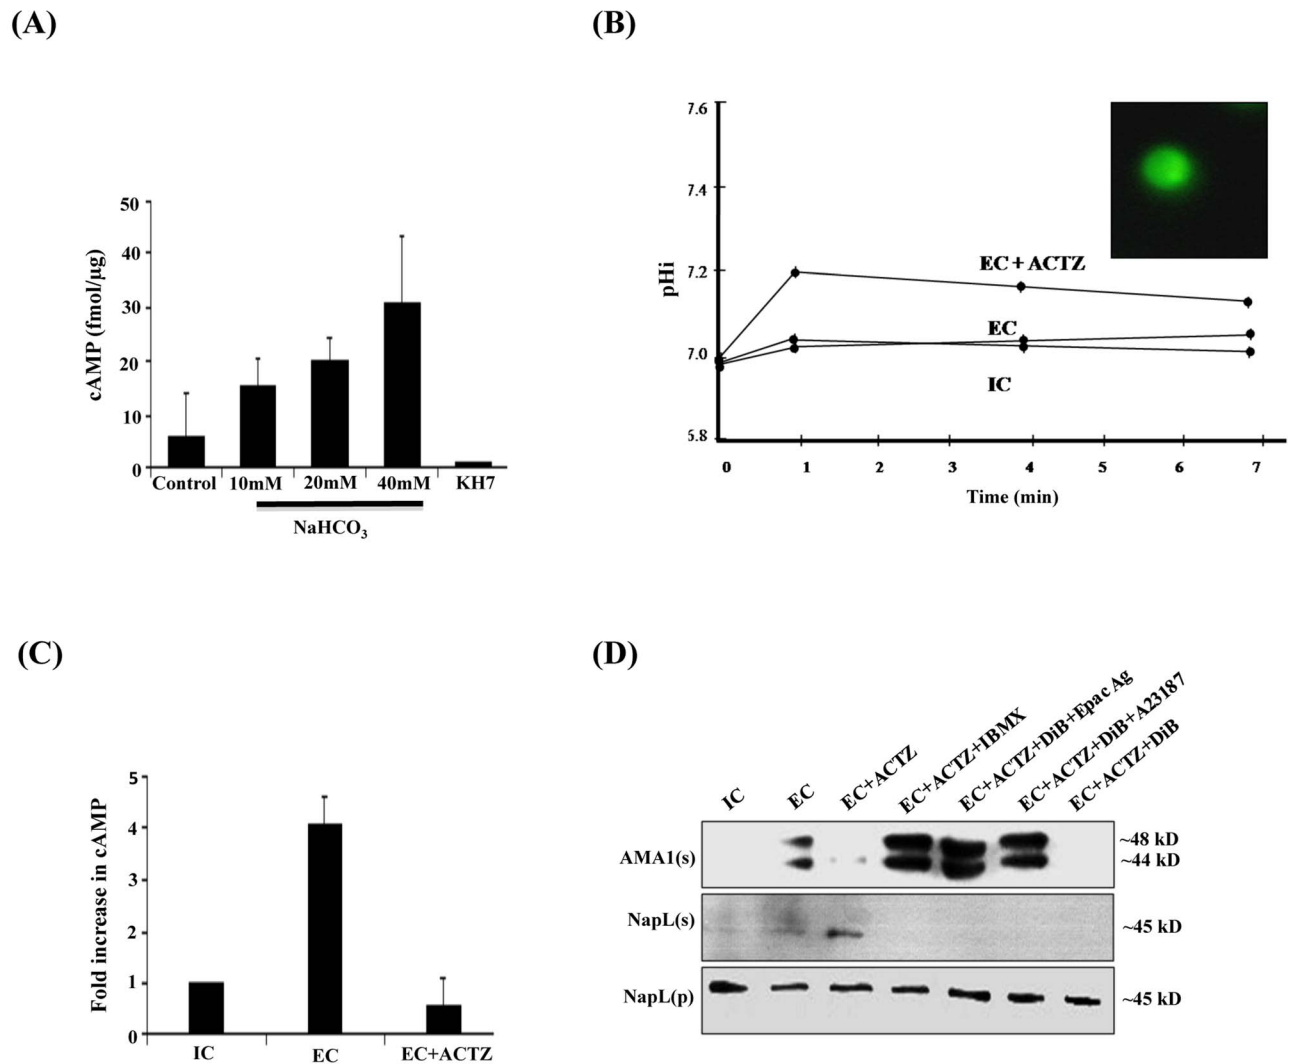 (A)
(B)
cAMP (fmol/µg)
50
40
30
20
10
0
Control 10mM 20mM 40mM KH7
NaHCO₃
pHi
7.6
7.4
7.2
7.0
5.8
EC + ACTZ
EC
IC
0 1 2 3 4 5 6 7
Time (min)
(C)
(D)
Fold increase in cAMP
5
4
3
2
1
0
IC EC EC+ACTZ
IC
EC
EC+ACTZ
EC+ACTZ+IBMX
EC+ACTZ+DiB+Epac Ag
EC+ACTZ+DiB+A23187
EC+ACTZ+DiB
AMA1(s)
~48 kD
~44 kD
NapL(s)
~45 kD
NapL(p)
~45 kD